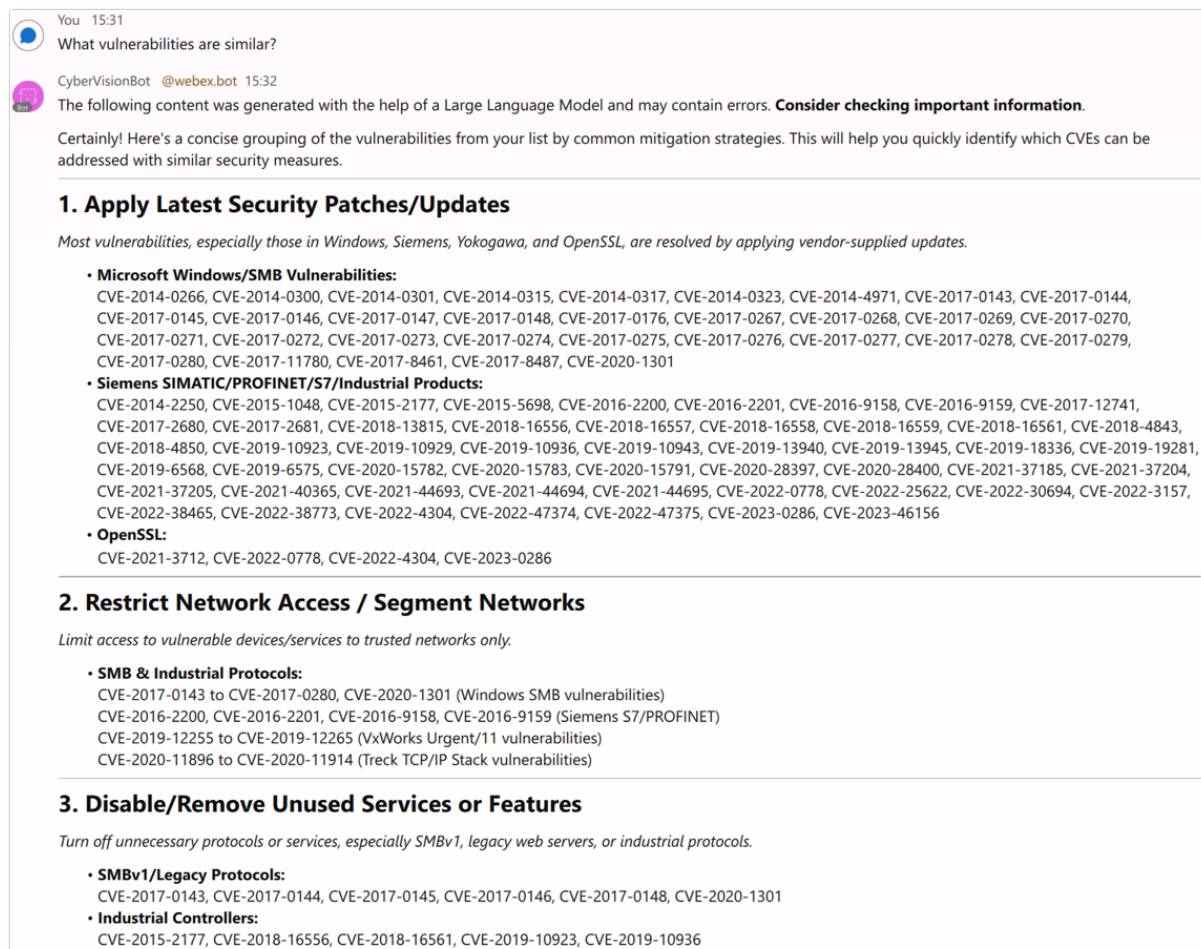 You 15:31
What vulnerabilities are similar?
CyberVisionBot @webex.bot 15:32
Bot
The following content was generated with the help of a Large Language Model and may contain errors. Consider checking important information.
Certainly! Here's a concise grouping of the vulnerabilities from your list by common mitigation strategies. This will help you quickly identify which CVEs can be
addressed with similar security measures.
1. Apply Latest Security Patches/Updates
Most vulnerabilities, especially those in Windows, Siemens, Yokogawa, and OpenSSL, are resolved by applying vendor-supplied updates.
• Microsoft Windows/SMB Vulnerabilities:
CVE-2014-0266, CVE-2014-0300, CVE-2014-0301, CVE-2014-0315, CVE-2014-0317, CVE-2014-0323, CVE-2014-4971, CVE-2017-0143, CVE-2017-0144,
CVE-2017-0145, CVE-2017-0146, CVE-2017-0147, CVE-2017-0148, CVE-2017-0176, CVE-2017-0267, CVE-2017-0268, CVE-2017-0269, CVE-2017-0270,
CVE-2017-0271, CVE-2017-0272, CVE-2017-0273, CVE-2017-0274, CVE-2017-0275, CVE-2017-0276, CVE-2017-0277, CVE-2017-0278, CVE-2017-0279,
CVE-2017-0280, CVE-2017-11780, CVE-2017-8461, CVE-2017-8487, CVE-2020-1301
• Siemens SIMATIC/PROFINET/S7/Industrial Products:
CVE-2014-2250, CVE-2015-1048, CVE-2015-2177, CVE-2015-5698, CVE-2016-2200, CVE-2016-2201, CVE-2016-9158, CVE-2016-9159, CVE-2017-12741,
CVE-2017-2680, CVE-2017-2681, CVE-2018-13815, CVE-2018-16556, CVE-2018-16557, CVE-2018-16558, CVE-2018-16559, CVE-2018-16561, CVE-2018-4843,
CVE-2018-4850, CVE-2019-10923, CVE-2019-10929, CVE-2019-10936, CVE-2019-10943, CVE-2019-13940, CVE-2019-13945, CVE-2019-18336, CVE-2019-19281,
CVE-2019-6568, CVE-2019-6575, CVE-2020-15782, CVE-2020-15783, CVE-2020-15791, CVE-2020-28397, CVE-2020-28400, CVE-2021-37185, CVE-2021-37204,
CVE-2021-37205, CVE-2021-40365, CVE-2021-44693, CVE-2021-44694, CVE-2021-44695, CVE-2022-0778, CVE-2022-25622, CVE-2022-30694, CVE-2022-3157,
CVE-2022-38465, CVE-2022-38773, CVE-2022-4304, CVE-2022-47374, CVE-2022-47375, CVE-2023-0286, CVE-2023-46156
• OpenSSL:
CVE-2021-3712, CVE-2022-0778, CVE-2022-4304, CVE-2023-0286
2. Restrict Network Access / Segment Networks
Limit access to vulnerable devices/services to trusted networks only.
• SMB & Industrial Protocols:
CVE-2017-0143 to CVE-2017-0280, CVE-2020-1301 (Windows SMB vulnerabilities)
CVE-2016-2200, CVE-2016-2201, CVE-2016-9158, CVE-2016-9159 (Siemens S7/PROFINET)
CVE-2019-12255 to CVE-2019-12265 (VxWorks Urgent/11 vulnerabilities)
CVE-2020-11896 to CVE-2020-11914 (Treck TCP/IP Stack vulnerabilities)
3. Disable/Remove Unused Services or Features
Turn off unnecessary protocols or services, especially SMBv1, legacy web servers, or industrial protocols.
• SMBv1/Legacy Protocols:
CVE-2017-0143, CVE-2017-0144, CVE-2017-0145, CVE-2017-0146, CVE-2017-0148, CVE-2020-1301
• Industrial Controllers:
CVE-2015-2177, CVE-2018-16556, CVE-2018-16561, CVE-2019-10923, CVE-2019-10936